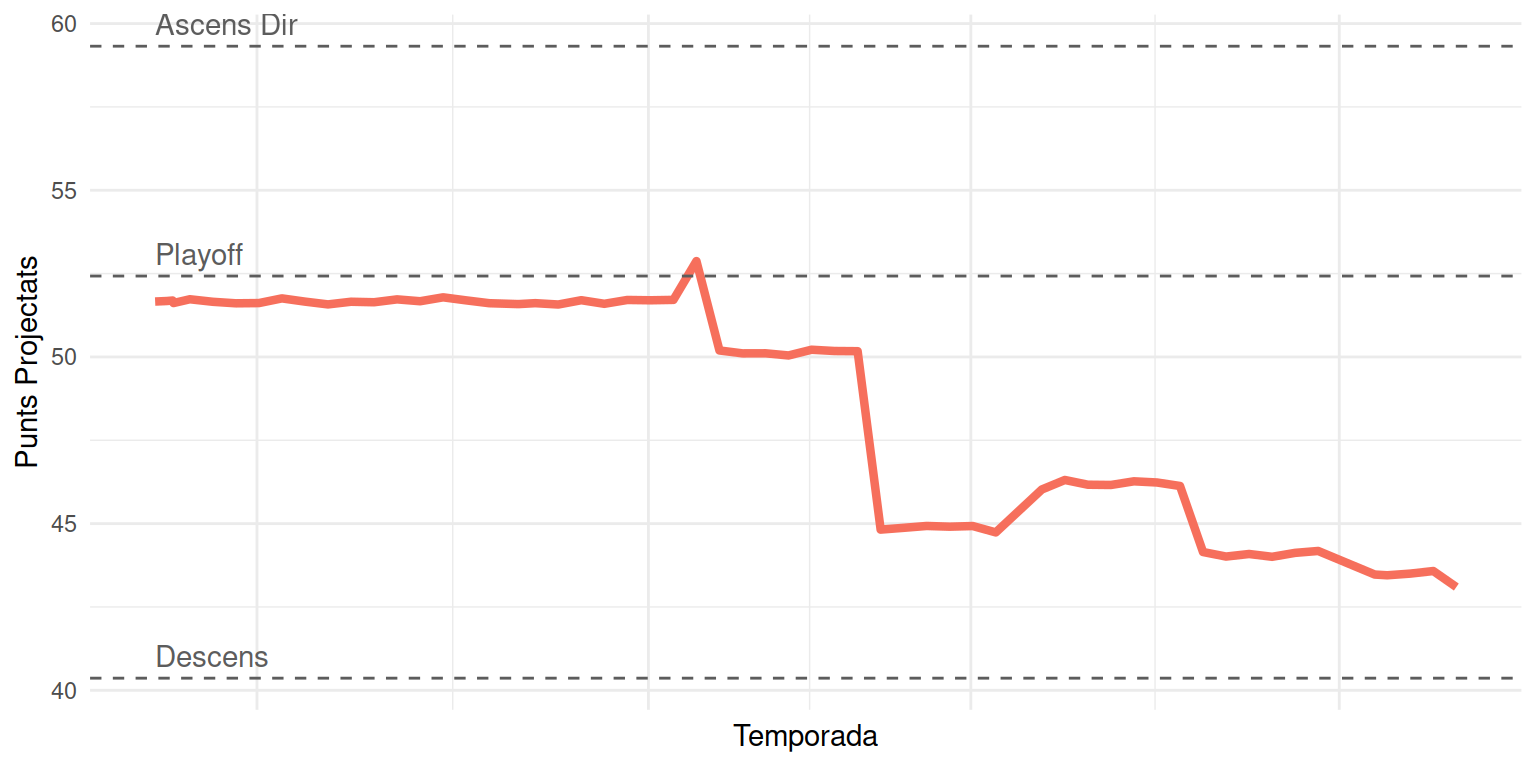 60
Ascens Dir
55
Playoff
50
45
Descens
40
Punts Projectats
Temporada